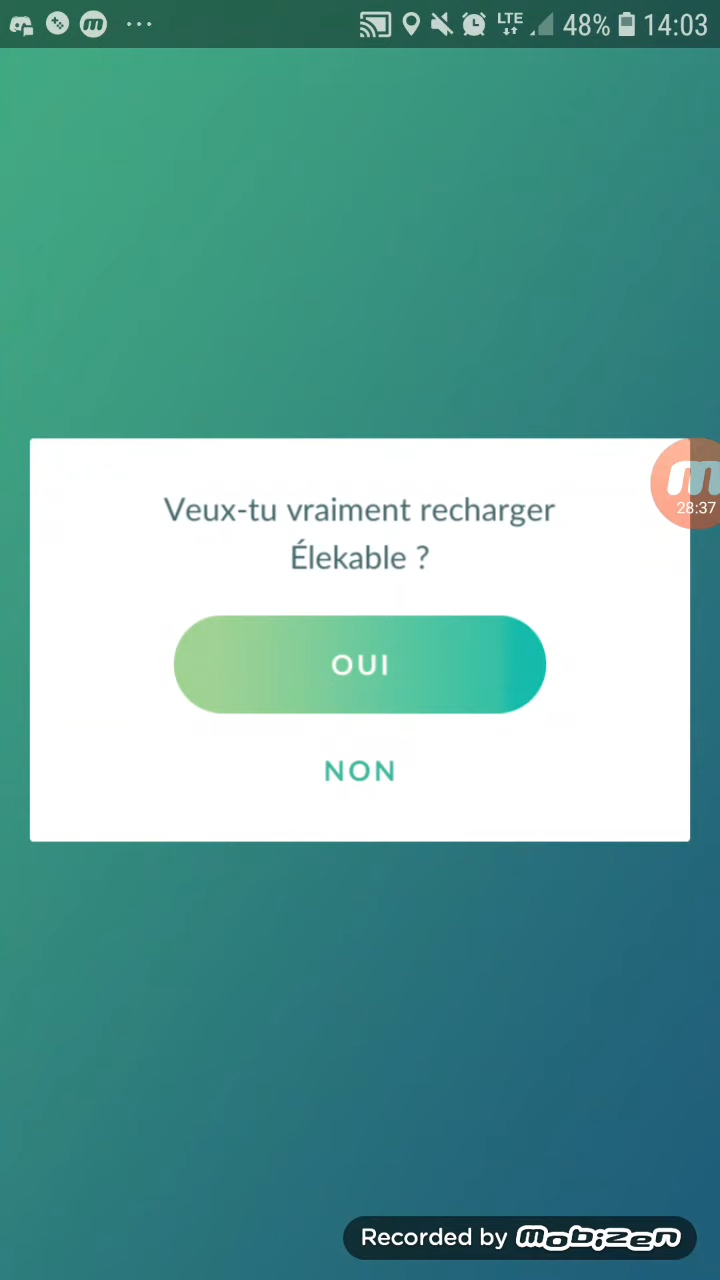 LTE 48% 14:03
Veux-tu vraiment recharger
Élekable ?
28:37
OUI
NON
Recorded by mobizen